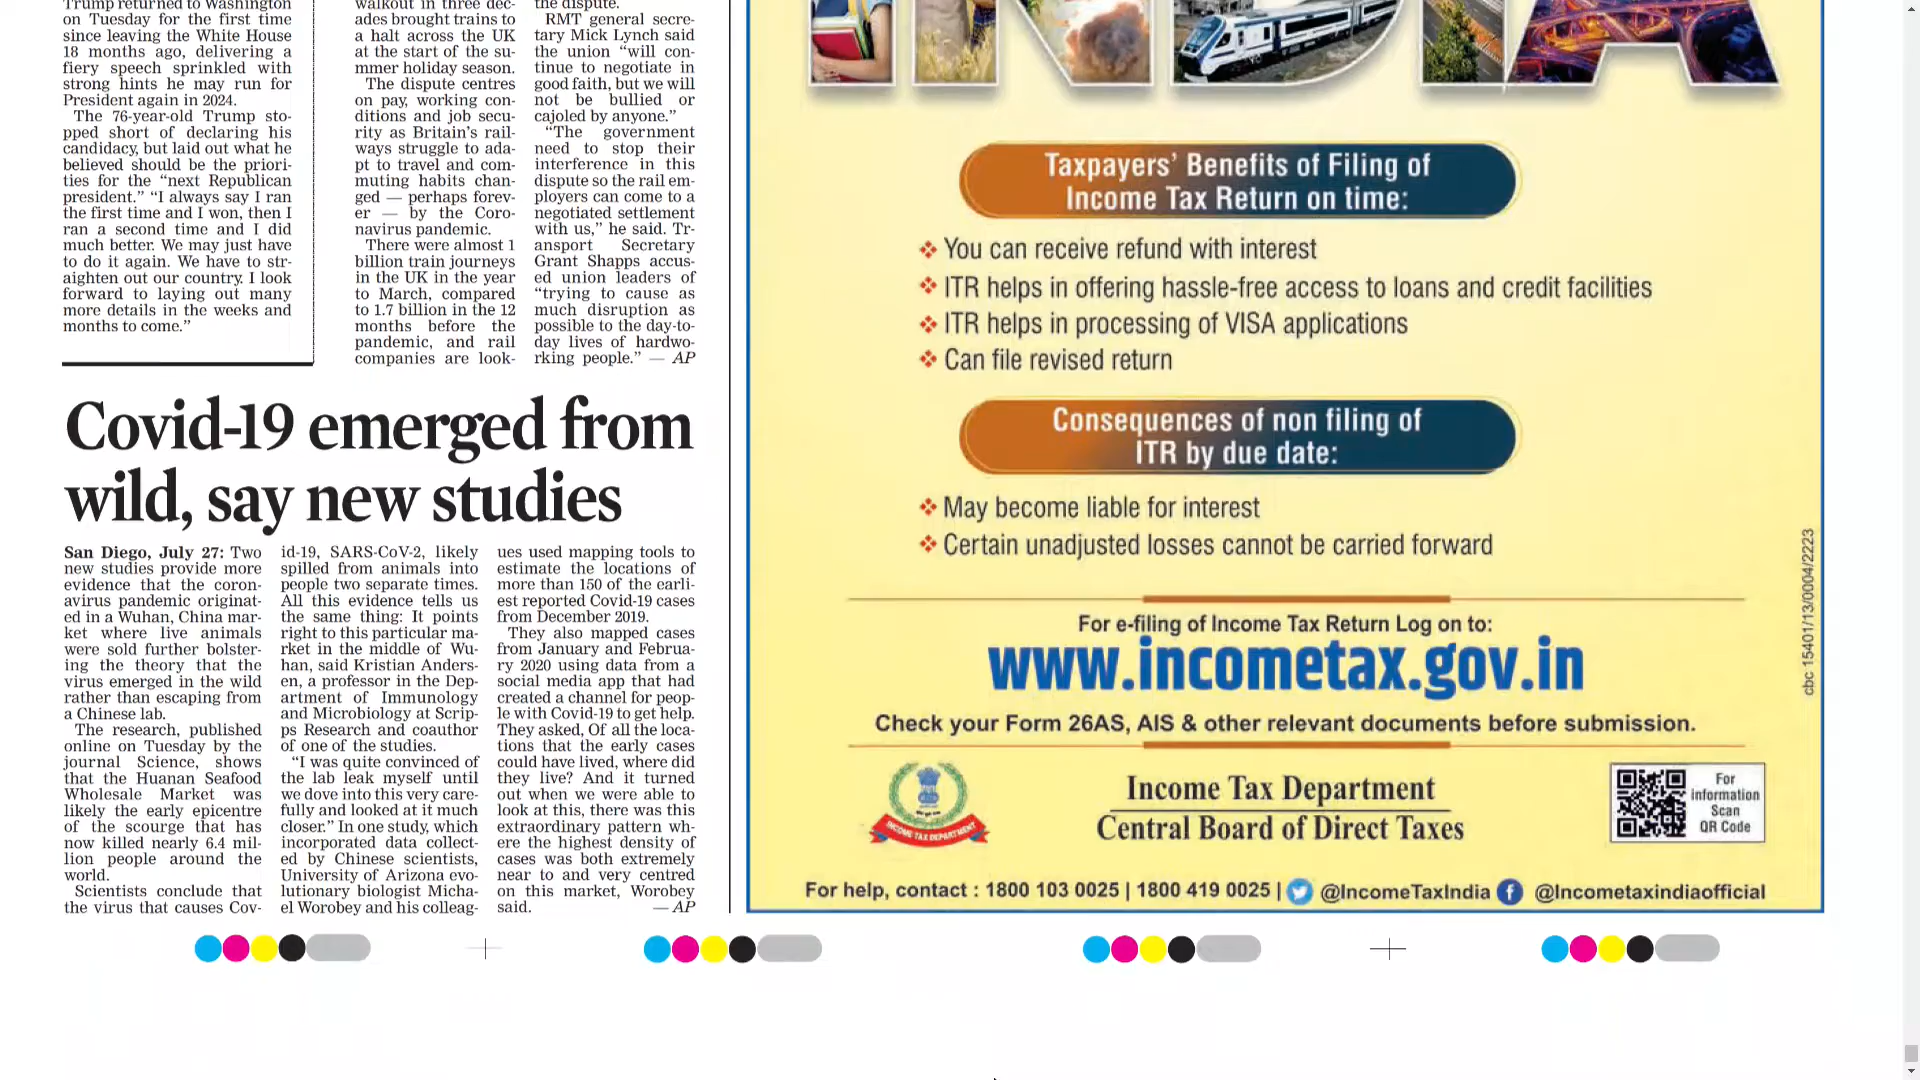 Trump returned to Washington
on Tuesday for the first time
since leaving the White House
18 months ago, delivering a
fiery speech sprinkled with
strong hints he may run for
President again in 2024.
The 76-year-old Trump sto-
pped short of declaring his
candidacy, but laid out what he
believed should be the priori-
ties for the “next Republican
president.” “I always say I ran
the first time and I won, then I
ran a second time and I did
much better. We may just have
to do it again. We have to str-
aighten out our country. I look
forward to laying out many
more details in the weeks and
months to come.”
walkout in three dec-
ades brought trains to
a halt across the UK
at the start of the su-
mmer holiday season.
The dispute centres
on pay, working con-
ditions and job secu-
rity as Britain’s rail-
ways struggle to ada-
pt to travel and com-
muting habits chan-
ged — perhaps forev-
er — by the Coro-
navirus pandemic.
There were almost 1
billion train journeys
in the UK in the year
to March, compared
to 1.7 billion in the 12
months before the
pandemic, and rail
companies are look-
the dispute.
RMT general secre-
tary Mick Lynch said
the union “will con-
tinue to negotiate in
good faith, but we will
not be bullied or
cajoled by anyone.”
“The government
need to stop their
interference in this
dispute so the rail em-
ployers can come to a
negotiated settlement
with us,” he said. Tr-
ansport Secretary
Grant Shapps accus-
ed union leaders of
“trying to cause as
much disruption as
possible to the day-to-
day lives of hardwo-
rking people.” — AP
Covid-19 emerged from
wild, say new studies
San Diego, July 27: Two
new studies provide more
evidence that the coron-
avirus pandemic originat-
ed in a Wuhan, China mar-
ket where live animals
were sold further bolster-
ing the theory that the
virus emerged in the wild
rather than escaping from
a Chinese lab.
The research, published
online on Tuesday by the
journal Science, shows
that the Huanan Seafood
Wholesale Market was
likely the early epicentre
of the scourge that has
now killed nearly 6.4 mil-
lion people around the
world.
Scientists conclude that
the virus that causes Cov-
id-19, SARS-CoV-2, likely
spilled from animals into
people two separate times.
All this evidence tells us
the same thing: It points
right to this particular ma-
rket in the middle of Wu-
han, said Kristian Anders-
en, a professor in the Dep-
artment of Immunology
and Microbiology at Scrip-
ps Research and coauthor
of one of the studies.
“I was quite convinced of
the lab leak myself until
we dove into this very care-
fully and looked at it much
closer.” In one study, which
incorporated data collect-
ed by Chinese scientists,
University of Arizona evo-
lutionary biologist Micha-
el Worobey and his colleag-
ues used mapping tools to
estimate the locations of
more than 150 of the earli-
est reported Covid-19 cases
from December 2019.
They also mapped cases
from January and Februa-
ry 2020 using data from a
social media app that had
created a channel for peop-
le with Covid-19 to get help.
They asked, Of all the loca-
tions that the early cases
could have lived, where did
they live? And it turned
out when we were able to
look at this, there was this
extraordinary pattern wh-
ere the highest density of
cases was both extremely
near to and very centred
on this market, Worobey
said. — AP
INDIA
Taxpayers’ Benefits of Filing of
Income Tax Return on time:
You can receive refund with interest
ITR helps in offering hassle-free access to loans and credit facilities
ITR helps in processing of VISA applications
Can file revised return
Consequences of non filing of
ITR by due date:
May become liable for interest
Certain unadjusted losses cannot be carried forward
For e-filing of Income Tax Return Log on to:
www.incometax.gov.in
Check your Form 26AS, AIS & other relevant documents before submission.
INCOME TAX DEPARTMENT
Income Tax Department
Central Board of Direct Taxes
For
information
Scan
QR Code
For help, contact : 1800 103 0025 | 1800 419 0025 | @IncomeTaxIndia @Incometaxindiaofficial
cbc 15401/13/0004/2223